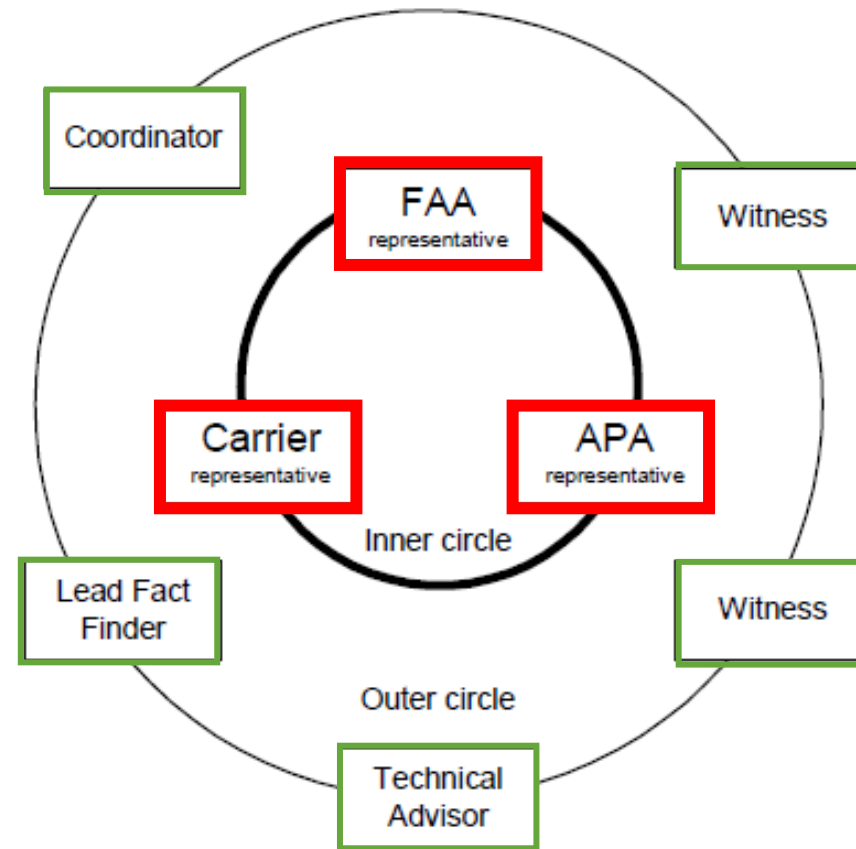 Coordinator
FAA
representative
Witness
Carrier
representative
APA
representative
Inner circle
Lead Fact
Finder
Witness
Outer circle
Technical
Advisor